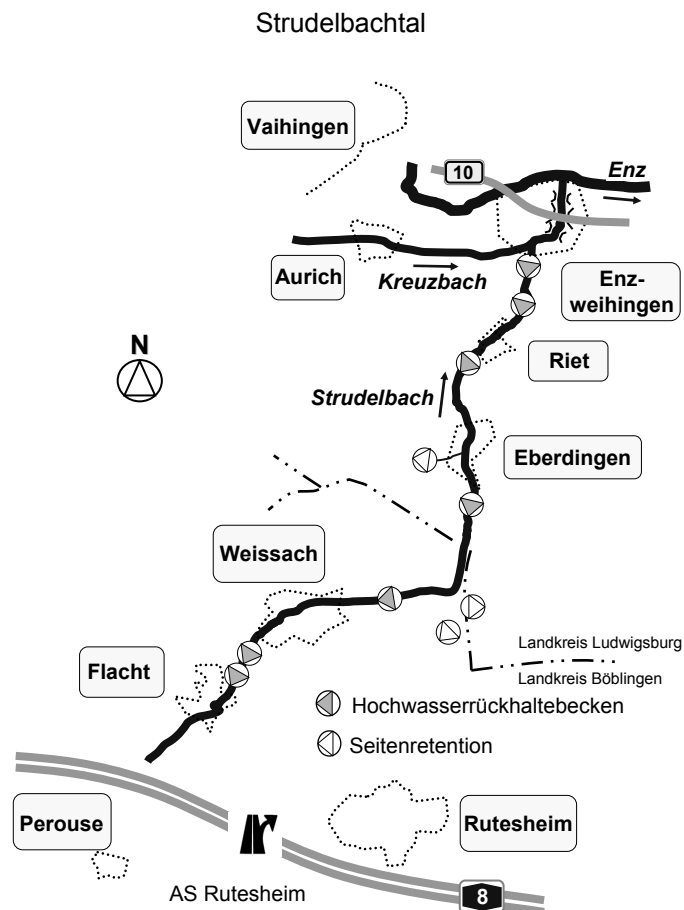 Strudelbachtal
Vaihingen
10
Enz
Aurich
Kreuzbach
Enz-
weihingen
N
Riet
Strudelbach
Eberdingen
Weissach
Landkreis Ludwigsburg
Landkreis Böblingen
Flacht
Hochwasserrückhaltebecken
Seitenretention
Perouse
Rutesheim
AS Rutesheim
8